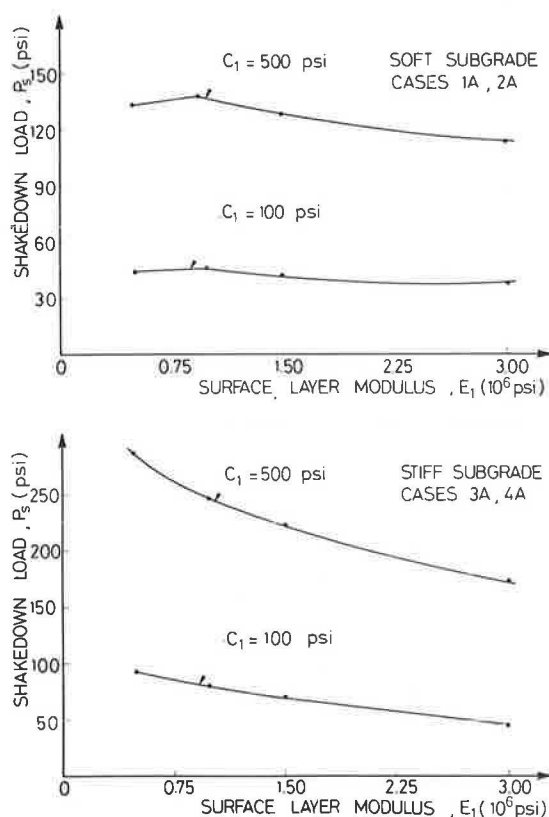 SHAKEDOWN LOAD , Ps (psi)
150
120
90
60
30
0
C1 = 500 psi
SOFT SUBGRADE
CASES 1A , 2A
C1 = 100 psi
0.75
1.50
2.25
3.00
SURFACE LAYER MODULUS , E1 (10⁶ psi)
SHAKEDOWN LOAD , Ps (psi)
250
200
150
100
50
0
C1 = 500 psi
STIFF SUBGRADE
CASES 3A , 4A
C1 = 100 psi
0.75
1.50
2.25
3.00
SURFACE LAYER MODULUS , E1 (10⁶ psi)